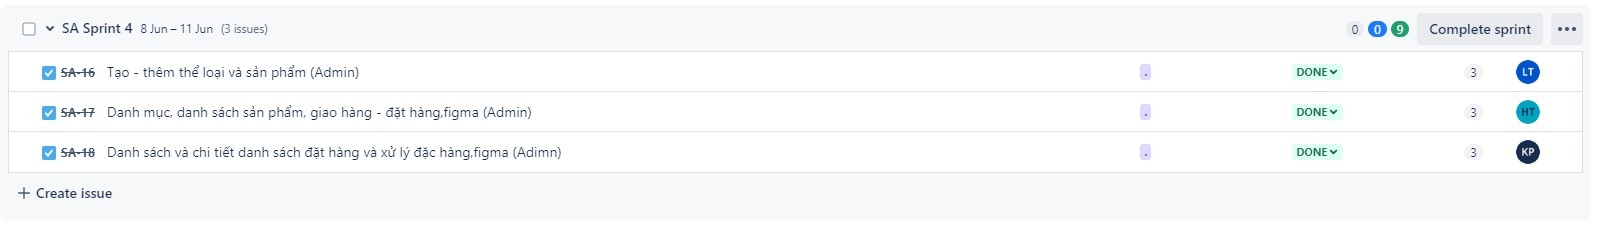 SA Sprint 4 8 Jun – 11 Jun (3 issues) 0 0 9 Complete sprint •••
SA-16 Tạo - thêm thể loại và sản phẩm (Admin) . DONE 3 LT
SA-17 Danh mục, danh sách sản phẩm, giao hàng - đặt hàng,figma (Admin) . DONE 3 HT
SA-18 Danh sách và chi tiết danh sách đặt hàng và xử lý đặc hàng,figma (Adimn) . DONE 3 KP
+ Create issue